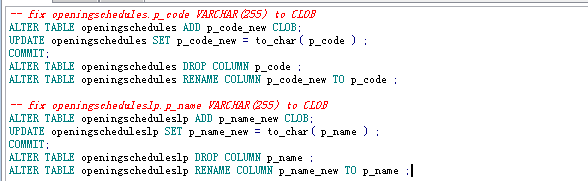 -- fix openingschedules.p_code VARCHAR(255) to CLOB
ALTER TABLE openingschedules ADD p_code_new CLOB;
UPDATE openingschedules SET p_code_new = to_char( p_code ) ;
COMMIT;
ALTER TABLE openingschedules DROP COLUMN p_code ;
ALTER TABLE openingschedules RENAME COLUMN p_code_new TO p_code ;
-- fix openingscheduleslp.p_name VARCHAR(255) to CLOB
ALTER TABLE openingscheduleslp ADD p_name_new CLOB;
UPDATE openingscheduleslp SET p_name_new = to_char( p_name ) ;
COMMIT;
ALTER TABLE openingscheduleslp DROP COLUMN p_name ;
ALTER TABLE openingscheduleslp RENAME COLUMN p_name_new TO p_name ;